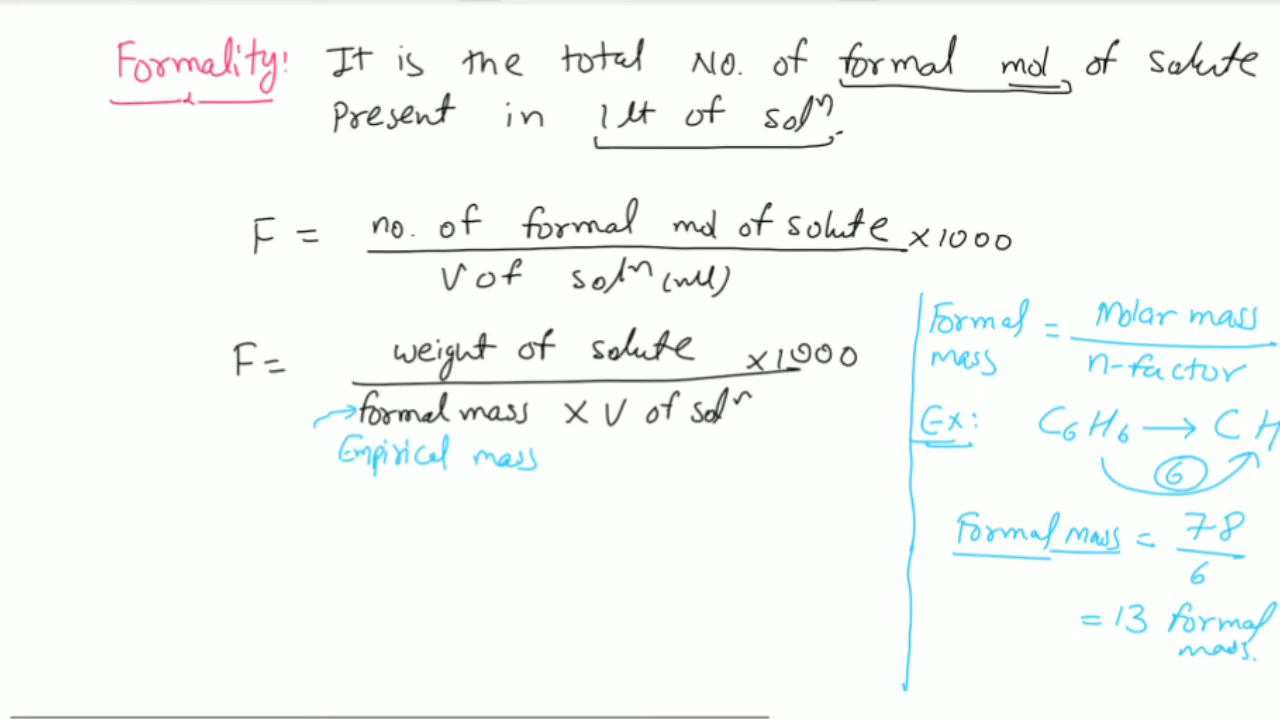 Formality: It is the total No. of formal mol of solute
Present in 1 lt of solⁿ.
F = no. of formal mol of solute × 1000
V of solⁿ (ml)
F = weight of solute × 1000
formal mass × V of solⁿ
Empirical mass
Formal mass = Molar mass
n-factor
Ex: C₆H₆ → CH
6
Formal mass = 78
6
= 13 formal
mass.